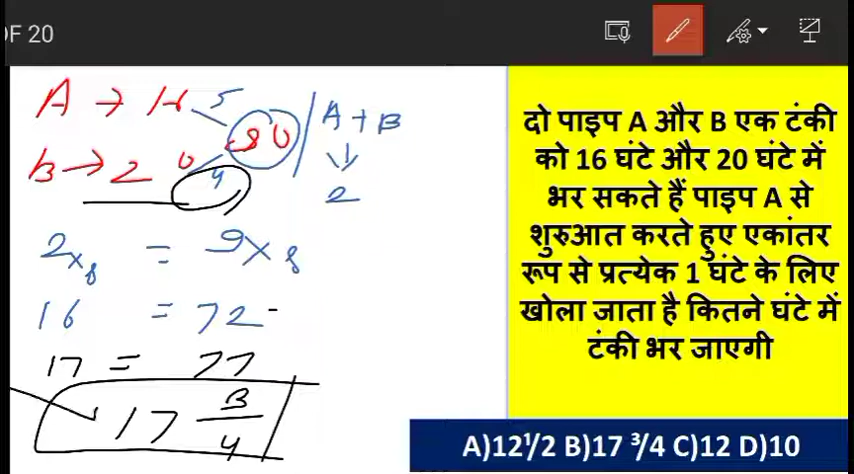 OF 20
A → 16 5
80
B → 20 4
A + B
↓
2
2×8 = 9×8
16 = 72
17 = 77
17 3/4
दो पाइप A और B एक टंकी
को 16 घंटे और 20 घंटे में
भर सकते हैं पाइप A से
शुरुआत करते हुए एकांतर
रूप से प्रत्येक 1 घंटे के लिए
खोला जाता है कितने घंटे में
टंकी भर जाएगी
A)12½ B)17 ¾ C)12 D)10